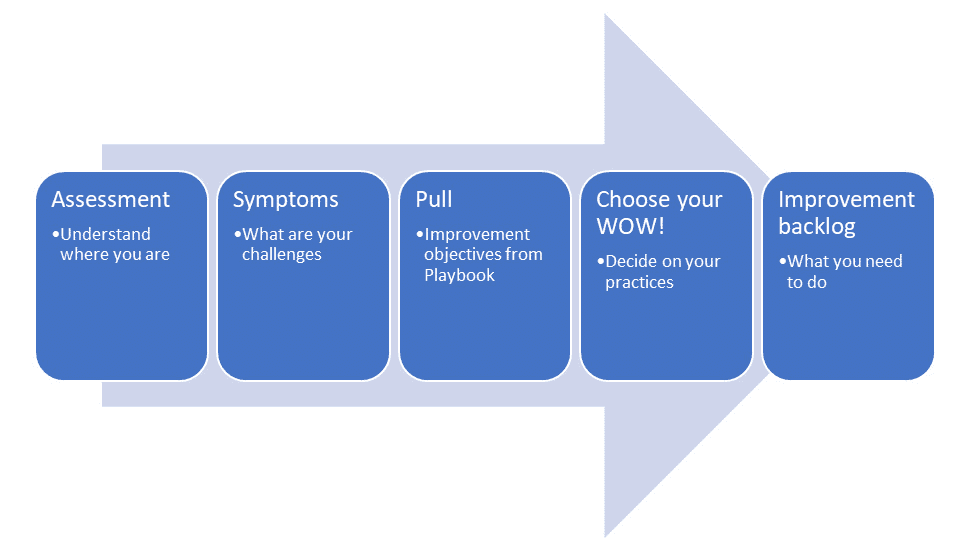 Assessment
•Understand
where you are
Symptoms
•What are your
challenges
Pull
•Improvement
objectives from
Playbook
Choose your
WOW!
•Decide on your
practices
Improvement
backlog
•What you need
to do